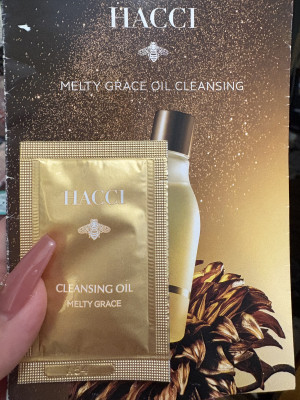 HACCI
MELTY GRACE OIL CLEANSING
HACCI
CLEANSING OIL
MELTY GRACE